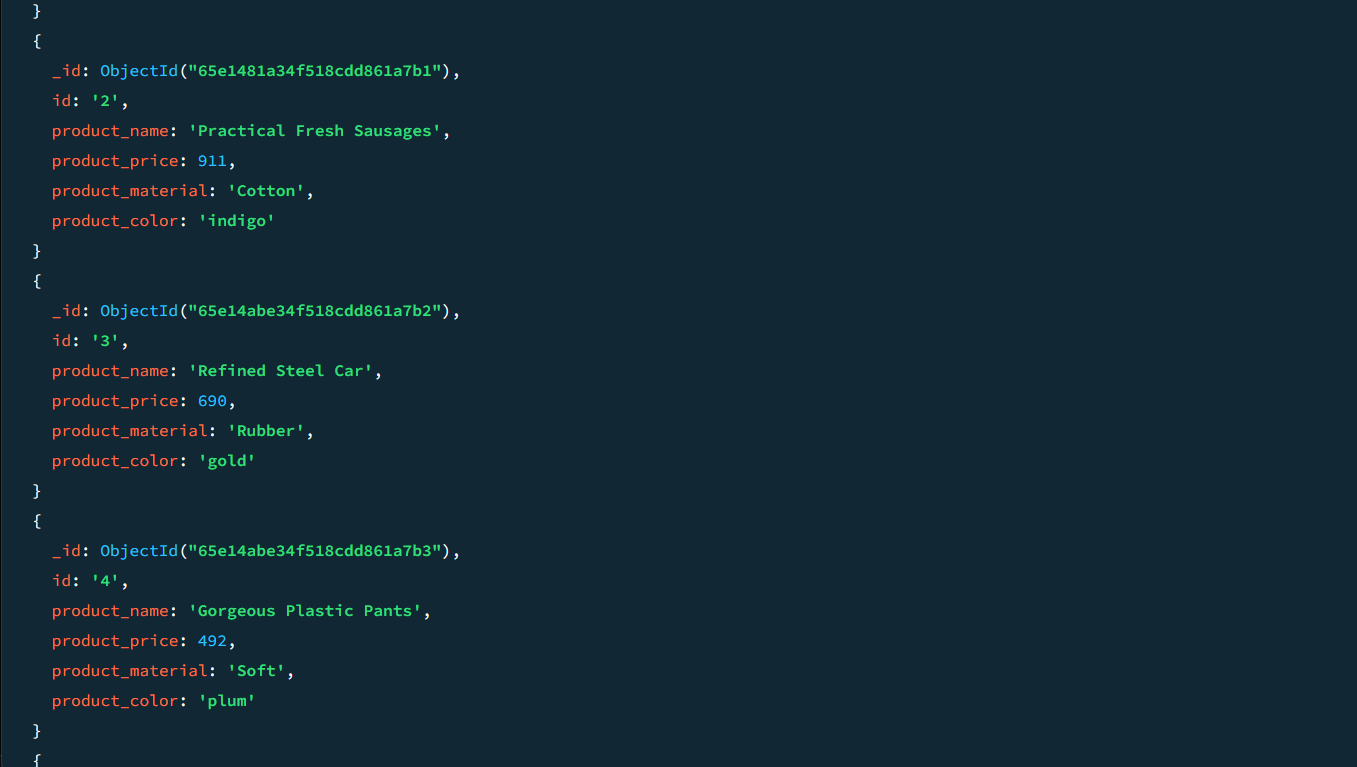 }
{
_id: ObjectId("65e1481a34f518cdd861a7b1"),
id: '2',
product_name: 'Practical Fresh Sausages',
product_price: 911,
product_material: 'Cotton',
product_color: 'indigo'
}
{
_id: ObjectId("65e14abe34f518cdd861a7b2"),
id: '3',
product_name: 'Refined Steel Car',
product_price: 690,
product_material: 'Rubber',
product_color: 'gold'
}
{
_id: ObjectId("65e14abe34f518cdd861a7b3"),
id: '4',
product_name: 'Gorgeous Plastic Pants',
product_price: 492,
product_material: 'Soft',
product_color: 'plum'
}
{